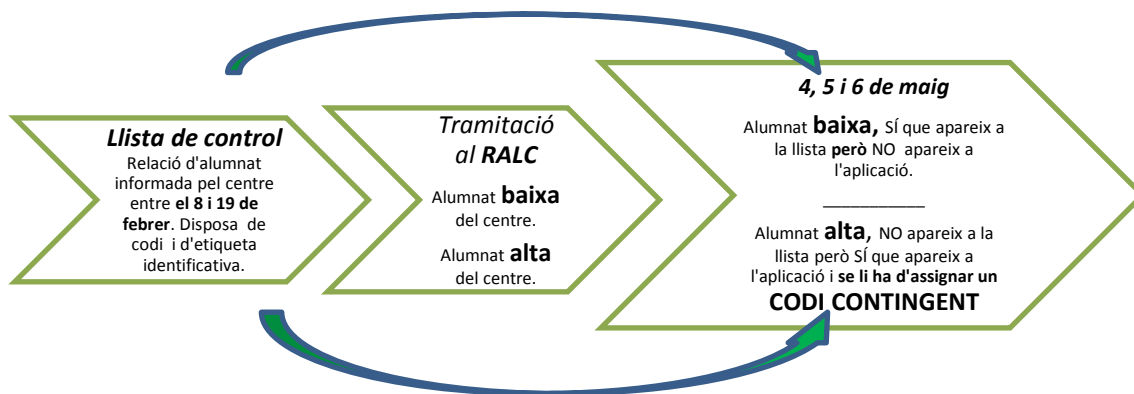 Llista de control
Relació d'alumnat
informada pel centre
entre el 8 i 19 de
febrer. Disposa de
codi i d'etiqueta
identificativa.
Tramitació
al RALC
Alumnat baixa
del centre.
Alumnat alta
del centre.
4, 5 i 6 de maig
Alumnat baixa, SÍ que apareix a
la llista però NO apareix a
l'aplicació.
___________
Alumnat alta, NO apareix a la
llista però SÍ que apareix a
l'aplicació i se li ha d'assignar un
CODI CONTINGENT